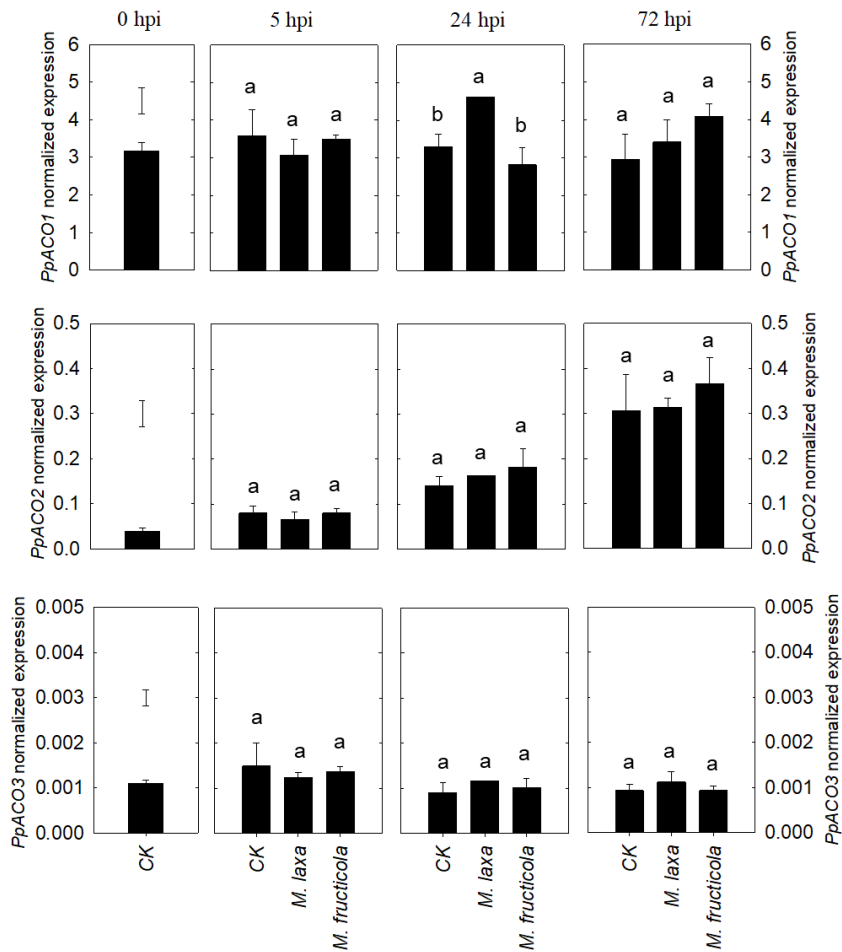 0 hpi 5 hpi 24 hpi 72 hpi
PpACO1 normalized expression
6
5
4
3
2
1
0
a a a
b a b
a a a
6
5
4
3
2
1
0
PpACO1 normalized expression
PpACO2 normalized expression
0.5
0.4
0.3
0.2
0.1
0.0
a a a
a a a
a a a
0.5
0.4
0.3
0.2
0.1
0.0
PpACO2 normalized expression
PpACO3 normalized expression
0.005
0.004
0.003
0.002
0.001
0.000
a a a
a a a
a a a
0.005
0.004
0.003
0.002
0.001
0.000
PpACO3 normalized expression
CK
CK
M. laxa
M. fructicola
CK
M. laxa
M. fructicola
CK
M. laxa
M. fructicola